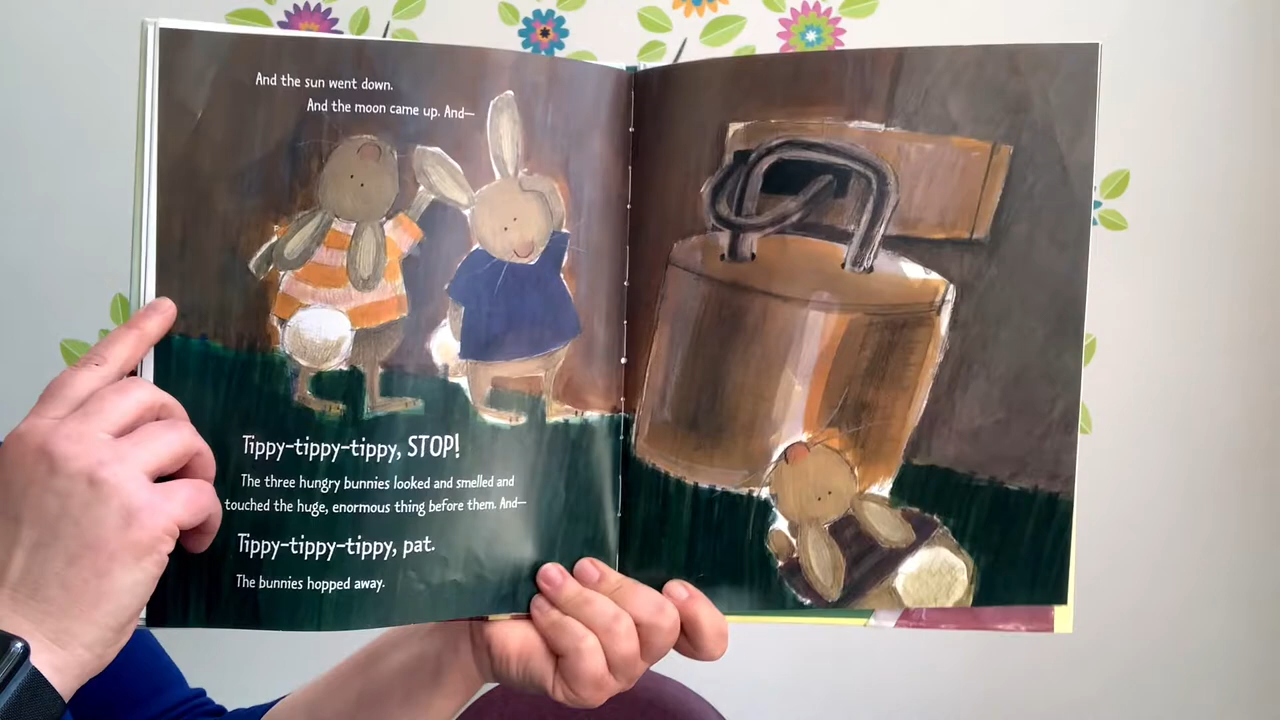 And the sun went down.
And the moon came up. And—
Tippy-tippy-tippy, STOP!
The three hungry bunnies looked and smelled and
touched the huge, enormous thing before them. And—
Tippy-tippy-tippy, pat.
The bunnies hopped away.